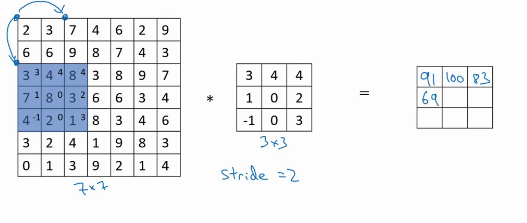 2 3 7 4 6 2 9
6 6 9 8 7 4 3
3 3 4 4 8 4 3 8 9 7
7 1 8 0 3 2 6 6 3 4
4 -1 2 0 1 3 8 3 4 6
3 2 4 1 9 8 3
0 1 3 9 2 1 4
7×7
*
3 4 4
1 0 2
-1 0 3
3×3
stride = 2
=
91 100 83
69